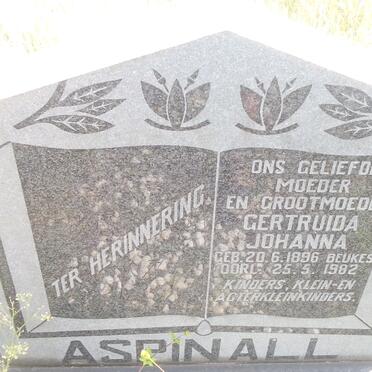 TER HERINNERING
ONS GELIEFDE
MOEDER
EN GROOTMOEDE
GERTRUIDA
JOHANNA
GEB. 20.6.1896 BEUKES
OORL. 25.5.1982
KINDERS, KLEIN-EN
AGTERKLEINKINDERS.
ASPINALL